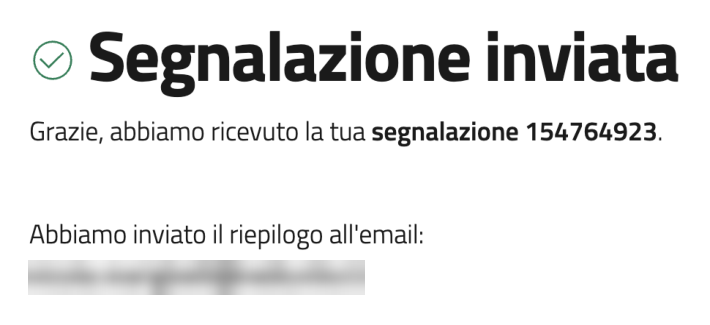 Segnalazione inviata
Grazie, abbiamo ricevuto la tua segnalazione 154764923.
Abbiamo inviato il riepilogo all'email: